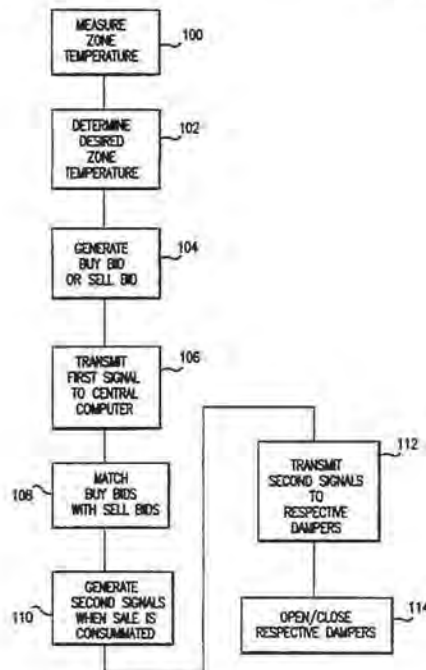 MEASURE
ZONE
TEMPERATURE
100
DETERMINE
DESIRED
ZONE
TEMPERATURE
102
GENERATE
BUY BID
OR SELL BID
104
TRANSMIT
FIRST SIGNAL
TO CENTRAL
COMPUTER
106
MATCH
BUY BIDS
WITH SELL BIDS
108
GENERATE
SECOND SIGNALS
WHEN SALE IS
CONSUMMATED
110
TRANSMIT
SECOND SIGNALS
TO
RESPECTIVE
DAMPERS
112
OPEN/CLOSE
RESPECTIVE DAMPERS
114